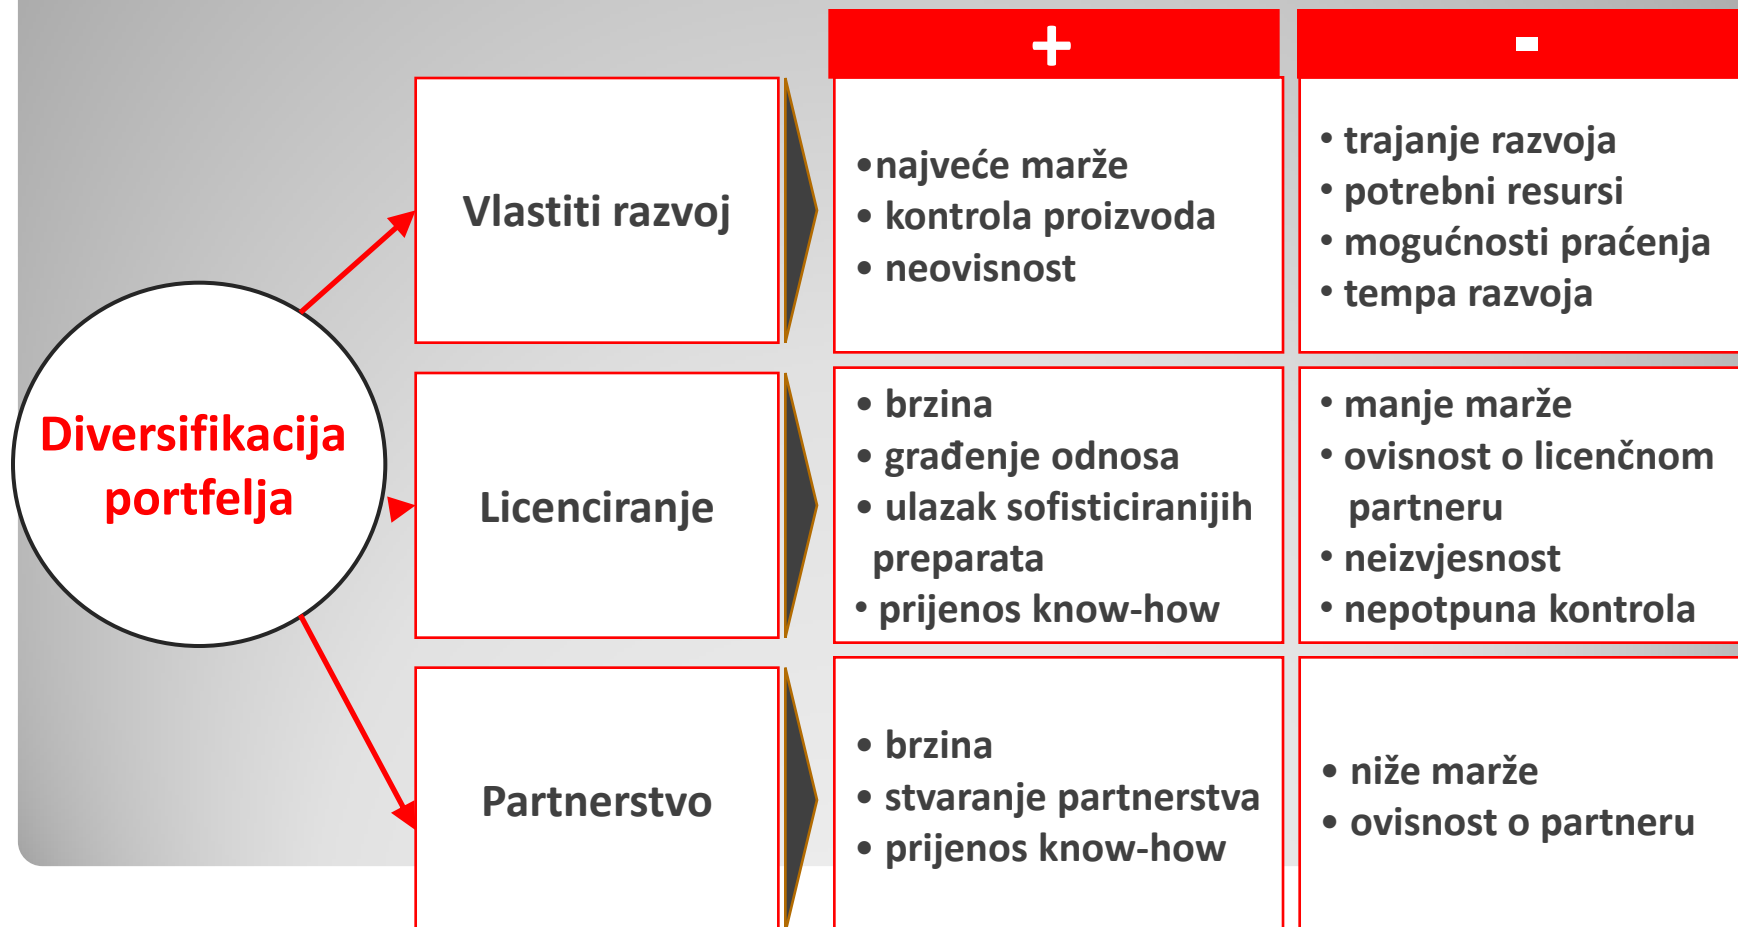 +
-
Diversifikacija
portfelja
Vlastiti razvoj
•najveće marže
• kontrola proizvoda
• neovisnost
• trajanje razvoja
• potrebni resursi
• mogućnosti praćenja
• tempa razvoja
Licenciranje
• brzina
• građenje odnosa
• ulazak sofisticiranijih
preparata
• prijenos know-how
• manje marže
• ovisnost o licenčnom
partneru
• neizvjesnost
• nepotpuna kontrola
Partnerstvo
• brzina
• stvaranje partnerstva
• prijenos know-how
• niže marže
• ovisnost o partneru